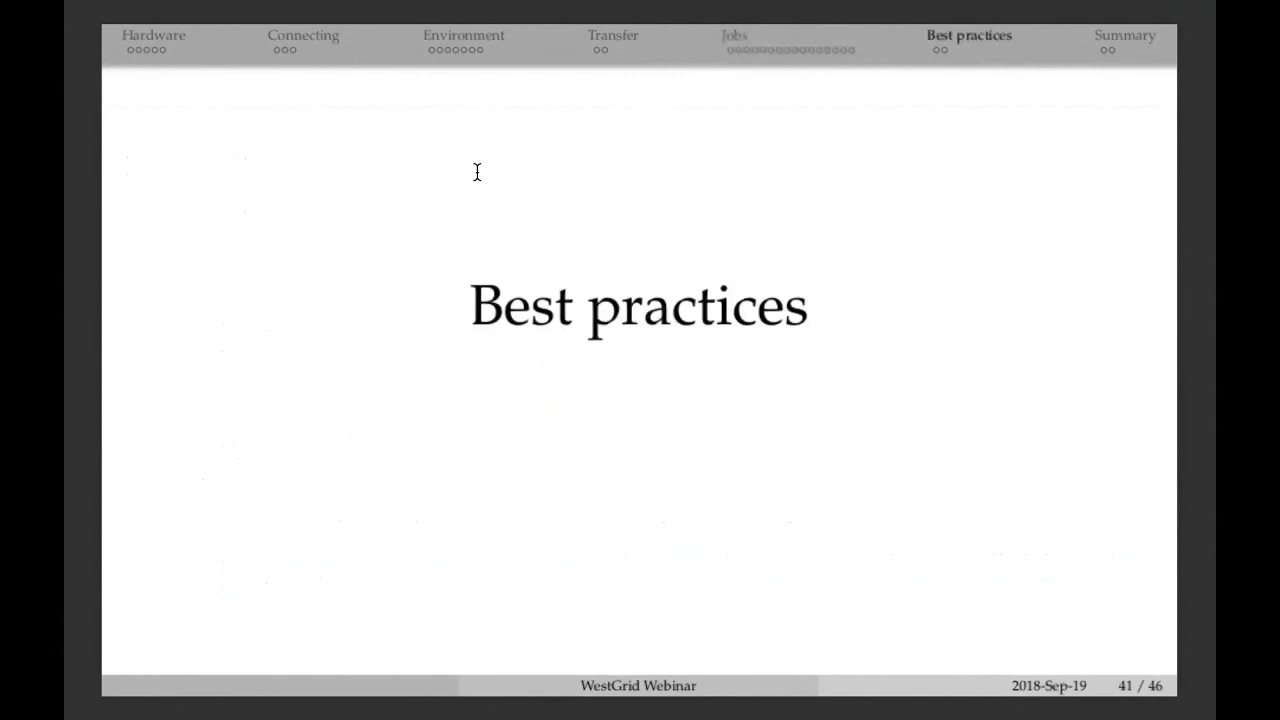 Hardware Connecting Environment Transfer Jobs Best practices Summary
Best practices
WestGrid Webinar 2018-Sep-19 41 / 46